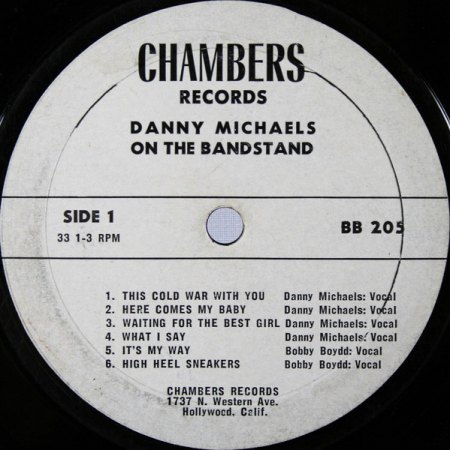 CHAMBERS
RECORDS
DANNY MICHAELS
ON THE BANDSTAND
SIDE 1
33 1-3 RPM
BB 205
1. THIS COLD WAR WITH YOU Danny Michaels: Vocal
2. HERE COMES MY BABY Danny Michaels: Vocal
3. WAITING FOR THE BEST GIRL Danny Michaels: Vocal
4. WHAT I SAY Danny Michaels: Vocal
5. IT'S MY WAY Bobby Boydd: Vocal
6. HIGH HEEL SNEAKERS Bobby Boydd: Vocal
CHAMBERS RECORDS
1737 N. Western Ave.
Hollywood, Calif.